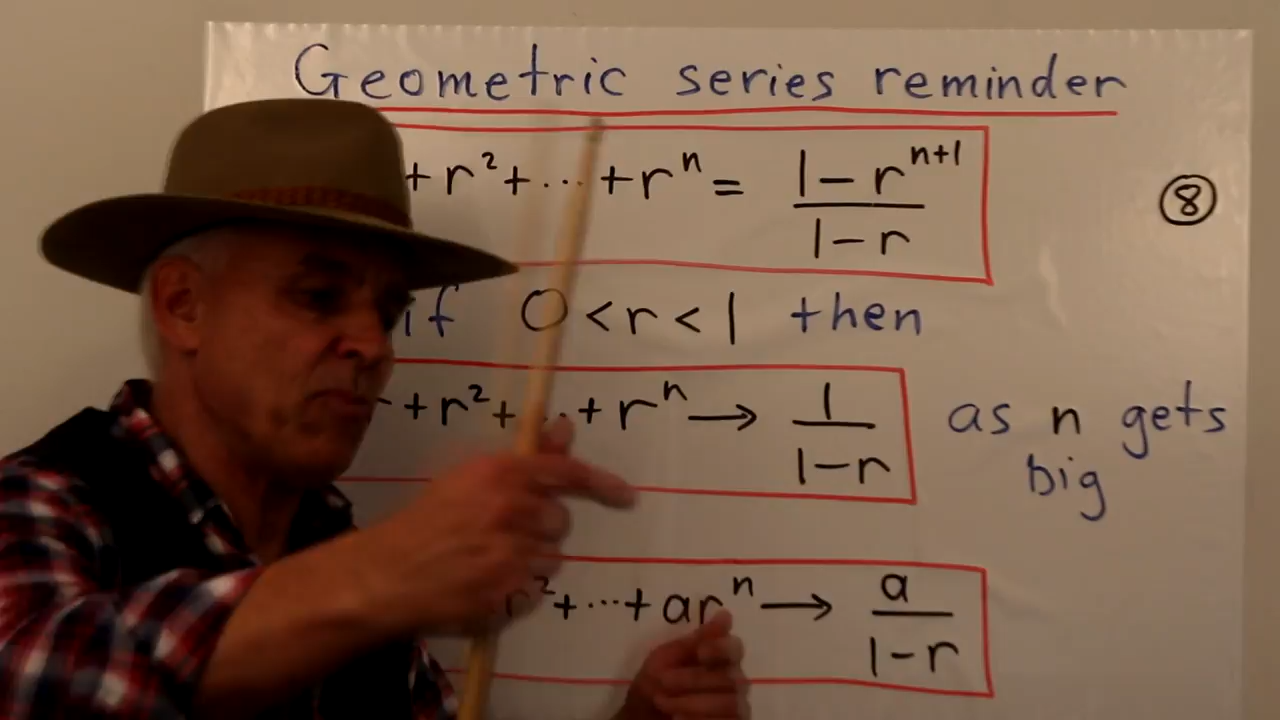 Geometric series reminder
+ r² + ··· + rⁿ = (1 - rⁿ⁺¹)/(1 - r)
⑧
if 0 < r < 1 then
+ r² + ··· + rⁿ → 1/(1 - r) as n gets big
r² + ··· + arⁿ → a/(1 - r)